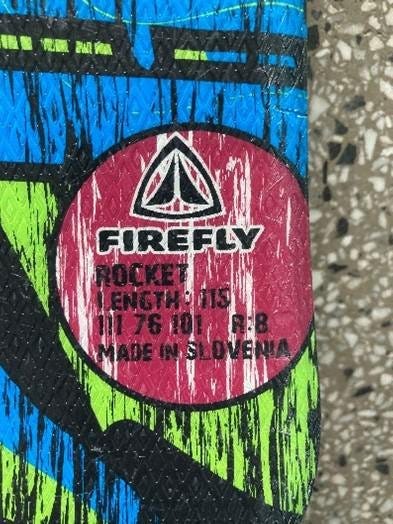 FIREFLY
ROCKET
LENGTH: 115
111 76 101 R:8
MADE IN SLOVENIA